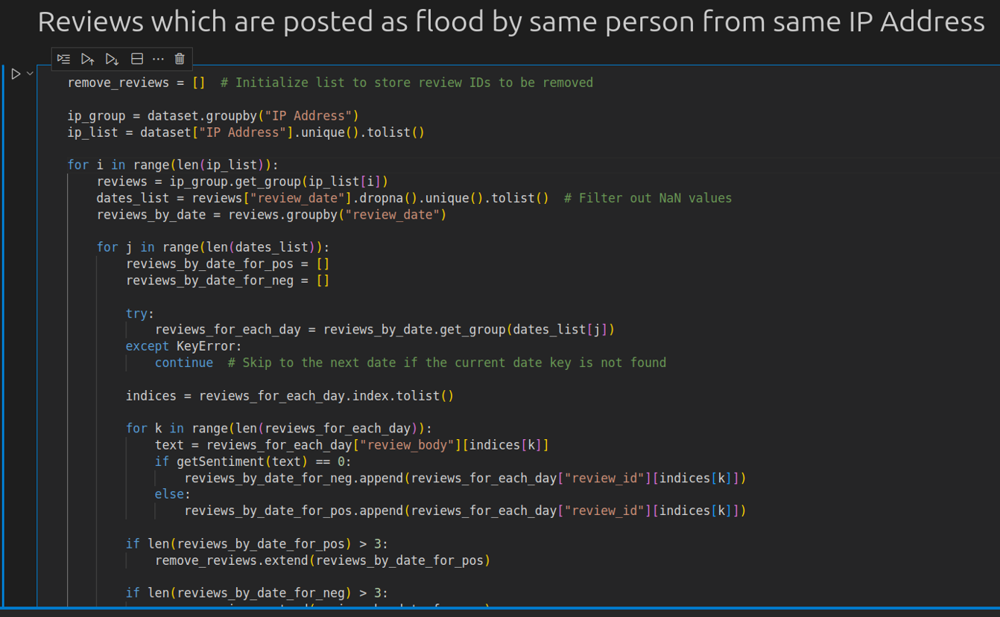 Reviews which are posted as flood by same person from same IP Address
remove_reviews = []  # Initialize list to store review IDs to be removed
ip_group = dataset.groupby("IP Address")
ip_list = dataset["IP Address"].unique().tolist()
for i in range(len(ip_list)):
    reviews = ip_group.get_group(ip_list[i])
    dates_list = reviews["review_date"].dropna().unique().tolist()  # Filter out NaN values
    reviews_by_date = reviews.groupby("review_date")
    for j in range(len(dates_list)):
        reviews_by_date_for_pos = []
        reviews_by_date_for_neg = []
        try:
            reviews_for_each_day = reviews_by_date.get_group(dates_list[j])
        except KeyError:
            continue  # Skip to the next date if the current date key is not found
        indices = reviews_for_each_day.index.tolist()
        for k in range(len(reviews_for_each_day)):
            text = reviews_for_each_day["review_body"][indices[k]]
            if getSentiment(text) == 0:
                reviews_by_date_for_neg.append(reviews_for_each_day["review_id"][indices[k]])
            else:
                reviews_by_date_for_pos.append(reviews_for_each_day["review_id"][indices[k]])
        if len(reviews_by_date_for_pos) > 3:
            remove_reviews.extend(reviews_by_date_for_pos)
        if len(reviews_by_date_for_neg) > 3: